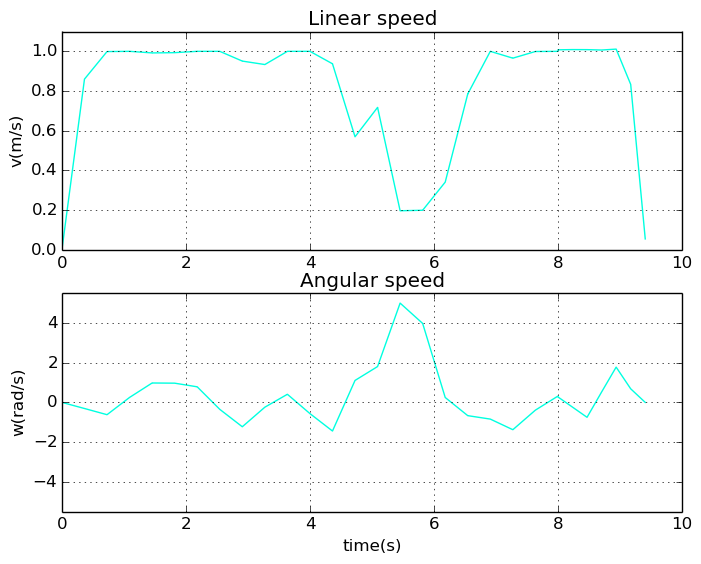 Linear speed
1.0
0.8
0.6
0.4
0.2
0.0
v(m/s)
0 2 4 6 8 10
Angular speed
4
2
0
−2
−4
w(rad/s)
0 2 4 6 8 10
time(s)